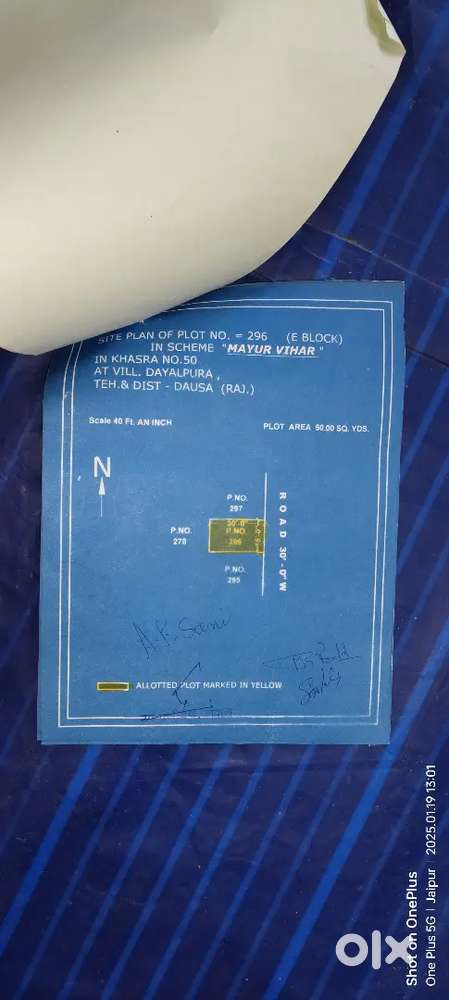 SITE PLAN OF PLOT NO. = 296 (E BLOCK)
IN SCHEME "MAYUR VIHAR"
IN KHASRA NO.50
AT VILL. DAYALPURA ,
TEH.& DIST - DAUSA (RAJ.)
Scale 40 Ft. AN INCH
PLOT AREA 50.00 SQ. YDS.
N
P.NO.
297
ROAD 30'-0"W
P.NO.
278
P.NO.
296
P.NO.
295
A.K. Saini
ALLOTTED PLOT MARKED IN YELLOW
olx
Shot on OnePlus
One Plus 5G | Jaipur | 2025.01.19 13:01